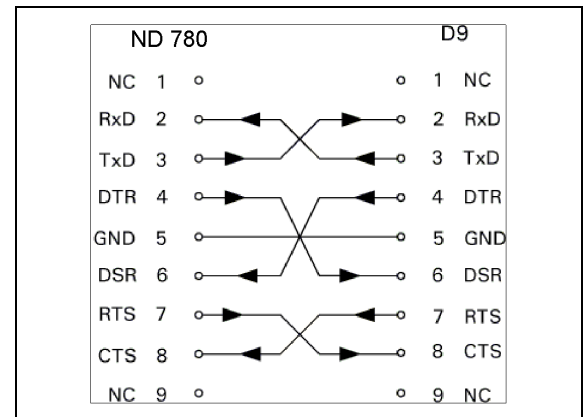 ND 780 D9
NC 1 1 NC
RxD 2 2 RxD
TxD 3 3 TxD
DTR 4 4 DTR
GND 5 5 GND
DSR 6 6 DSR
RTS 7 7 RTS
CTS 8 8 CTS
NC 9 9 NC